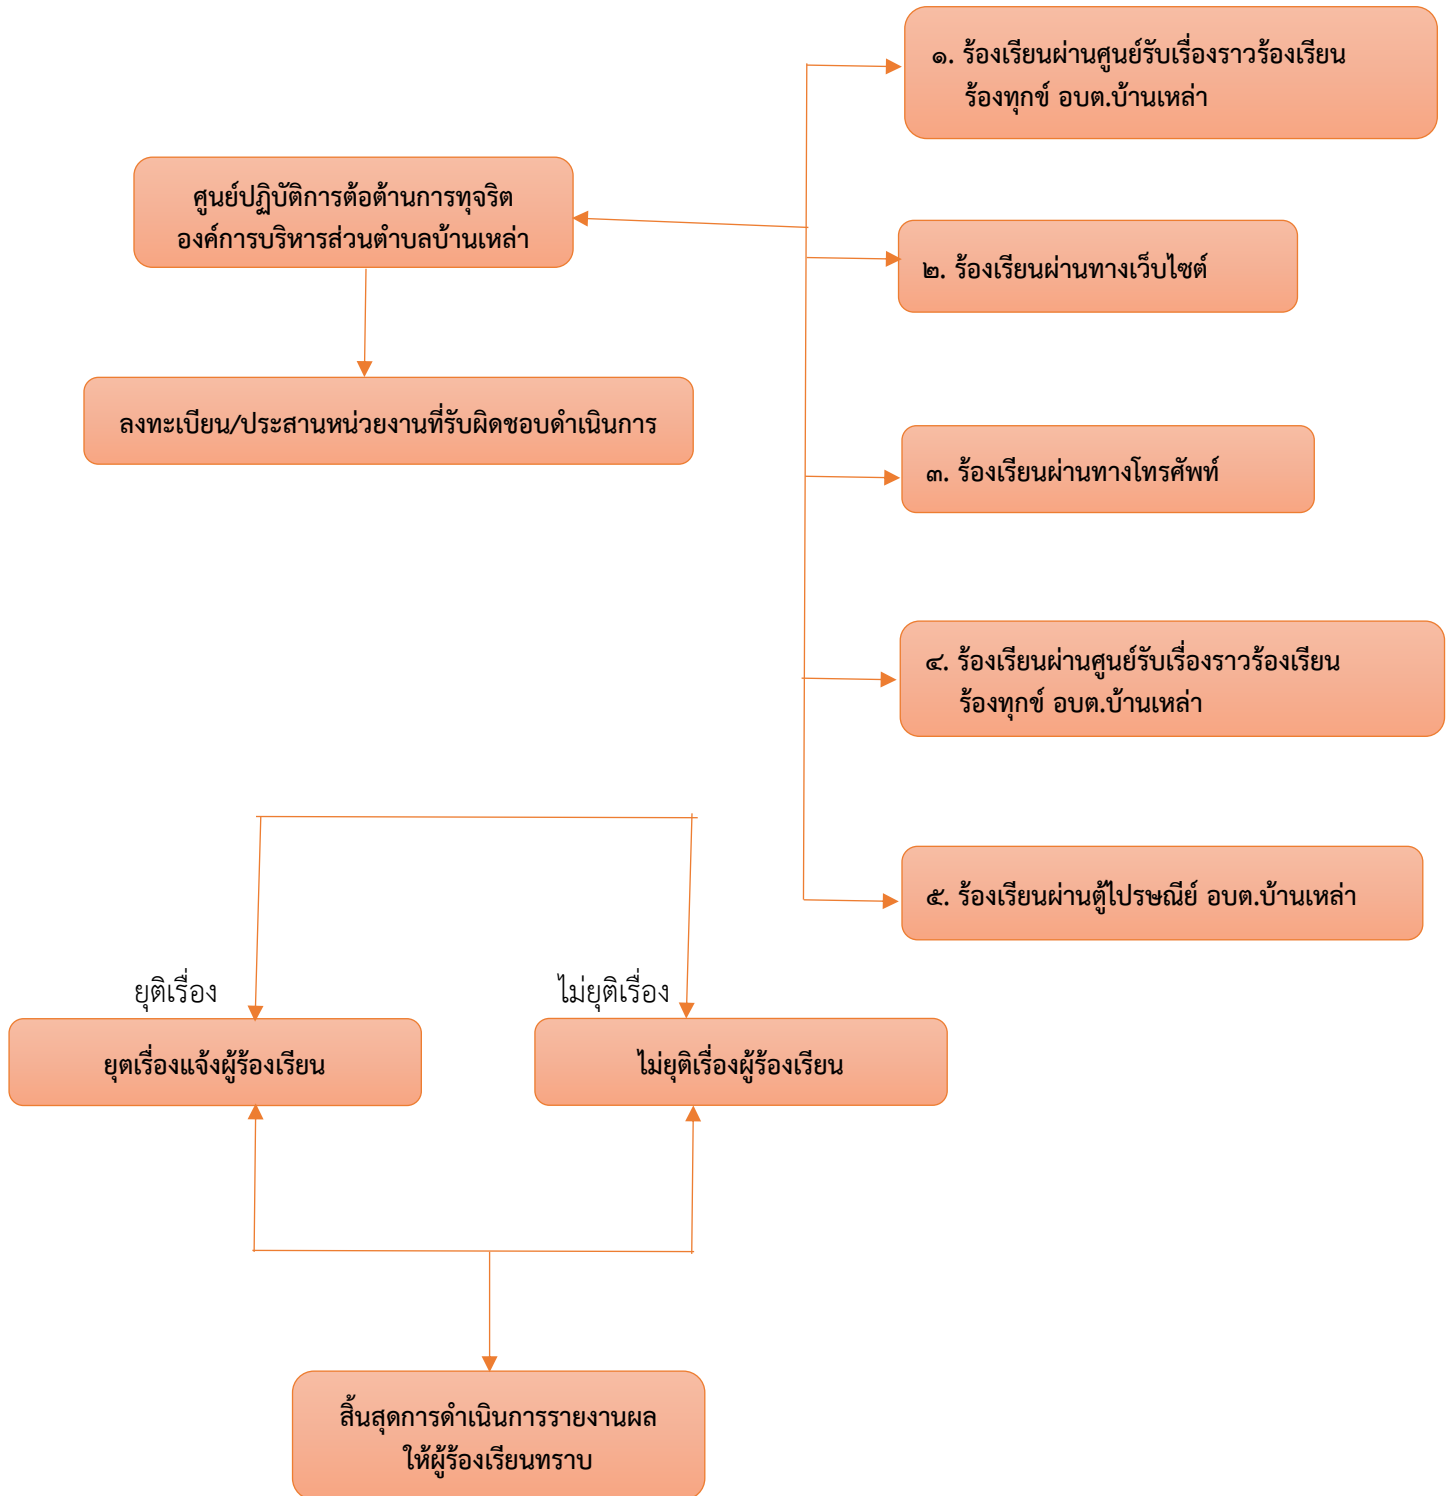 ๑. ร้องเรียนผ่านศูนย์รับเรื่องราวร้องเรียน
ร้องทุกข์ อบต.บ้านเหล่า
ศูนย์ปฏิบัติการต้อต้านการทุจริต
องค์การบริหารส่วนตำบลบ้านเหล่า
๒. ร้องเรียนผ่านทางเว็บไซต์
ลงทะเบียน/ประสานหน่วยงานที่รับผิดชอบดำเนินการ
๓. ร้องเรียนผ่านทางโทรศัพท์
๔. ร้องเรียนผ่านศูนย์รับเรื่องราวร้องเรียน
ร้องทุกข์ อบต.บ้านเหล่า
๕. ร้องเรียนผ่านตู้ไปรษณีย์ อบต.บ้านเหล่า
ยุติเรื่อง
ไม่ยุติเรื่อง
ยุตเรื่องแจ้งผู้ร้องเรียน
ไม่ยุติเรื่องผู้ร้องเรียน
สิ้นสุดการดำเนินการรายงานผล
ให้ผู้ร้องเรียนทราบ